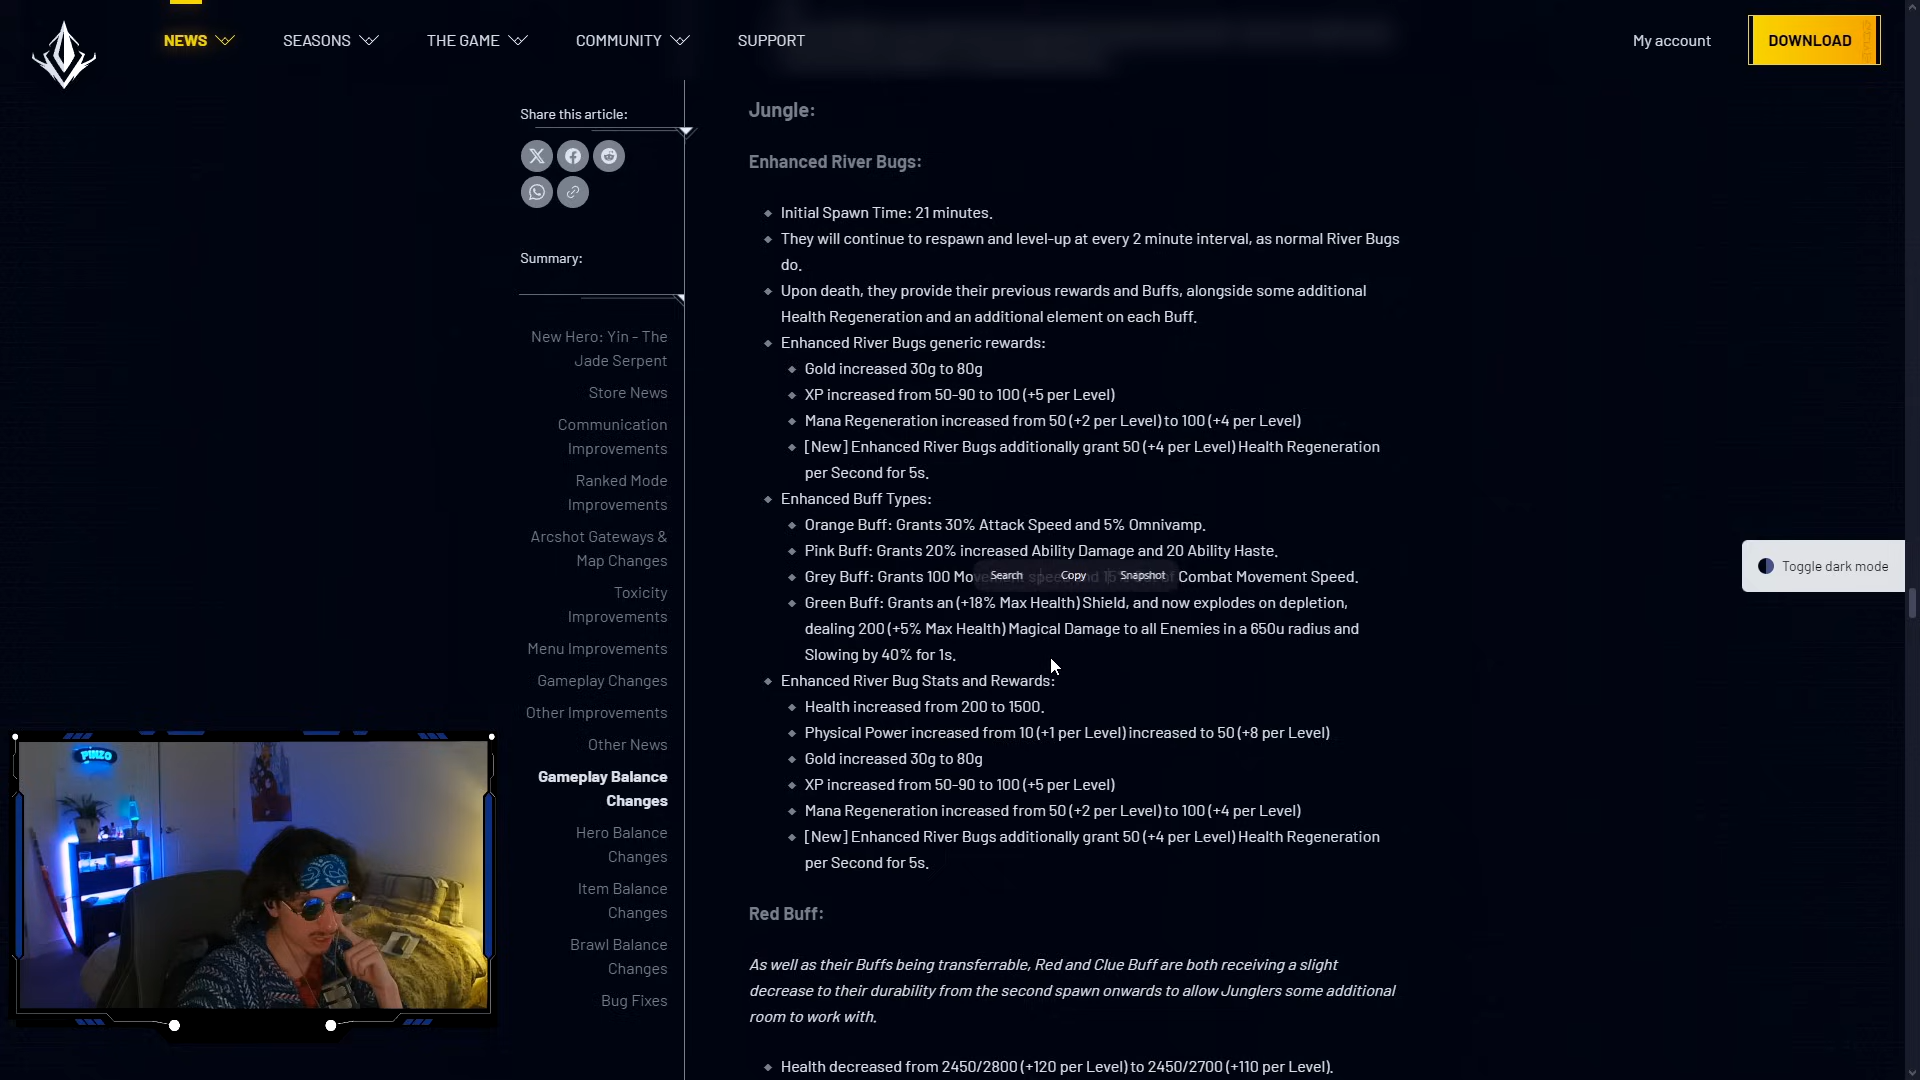 NEWS
SEASONS
THE GAME
COMMUNITY
SUPPORT
My account
DOWNLOAD
Share this article:
Summary:
New Hero: Yin - The
Jade Serpent
Store News
Communication
Improvements
Ranked Mode
Improvements
Arcshot Gateways &
Map Changes
Toxicity
Improvements
Menu Improvements
Gameplay Changes
Other Improvements
Other News
Gameplay Balance
Changes
Hero Balance
Changes
Item Balance
Changes
Brawl Balance
Changes
Bug Fixes
Jungle:
Enhanced River Bugs:
Initial Spawn Time: 21 minutes.
They will continue to respawn and level-up at every 2 minute interval, as normal River Bugs
do.
Upon death, they provide their previous rewards and Buffs, alongside some additional
Health Regeneration and an additional element on each Buff.
Enhanced River Bugs generic rewards:
Gold increased 30g to 80g
XP increased from 50-90 to 100 (+5 per Level)
Mana Regeneration increased from 50 (+2 per Level) to 100 (+4 per Level)
[New] Enhanced River Bugs additionally grant 50 (+4 per Level) Health Regeneration
per Second for 5s.
Enhanced Buff Types:
Orange Buff: Grants 30% Attack Speed and 5% Omnivamp.
Pink Buff: Grants 20% increased Ability Damage and 20 Ability Haste.
Grey Buff: Grants 100 Movement speed and 15% Out of Combat Movement Speed.
Search Copy Snapshot
Green Buff: Grants an (+18% Max Health) Shield, and now explodes on depletion,
dealing 200 (+5% Max Health) Magical Damage to all Enemies in a 650u radius and
Slowing by 40% for 1s.
Enhanced River Bug Stats and Rewards:
Health increased from 200 to 1500.
Physical Power increased from 10 (+1 per Level) increased to 50 (+8 per Level)
Gold increased 30g to 80g
XP increased from 50-90 to 100 (+5 per Level)
Mana Regeneration increased from 50 (+2 per Level) to 100 (+4 per Level)
[New] Enhanced River Bugs additionally grant 50 (+4 per Level) Health Regeneration
per Second for 5s.
Red Buff:
As well as their Buffs being transferrable, Red and Clue Buff are both receiving a slight
decrease to their durability from the second spawn onwards to allow Junglers some additional
room to work with.
Health decreased from 2450/2800 (+120 per Level) to 2450/2700 (+110 per Level).
Toggle dark mode
PINZO